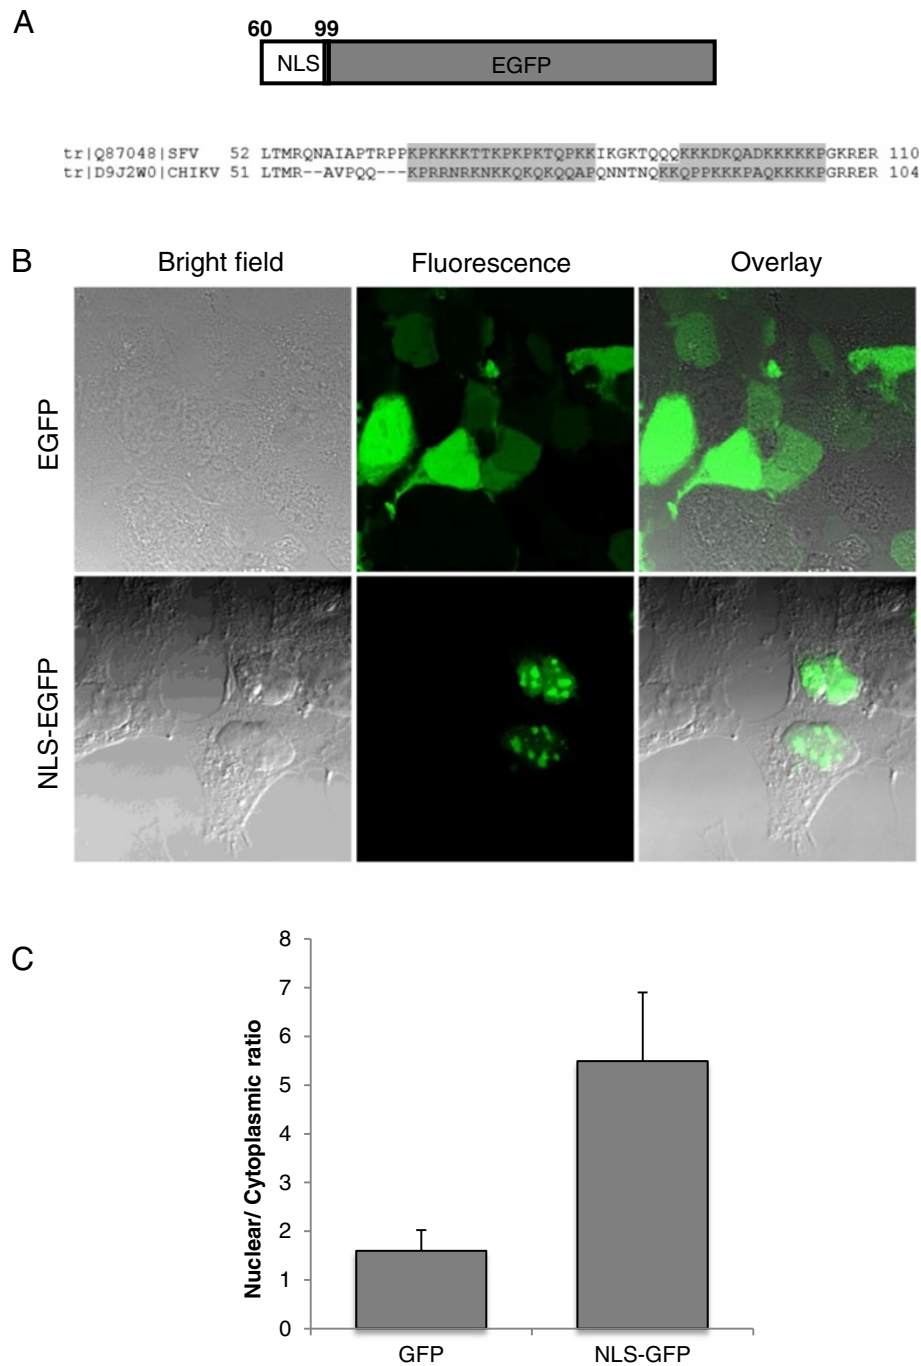 A
60 99
NLS EGFP
tr|Q87048|SFV 52 LTMRQNAIAPTRPPKPKKKKTTKPKPKTQPKKIKGKTQQQKKKDKQADKKKKKPGKRER 110
tr|D9J2W0|CHIKV 51 LTMR--AVPQQ---KPRRNRKNKKQKQKQQAPQNNTNQKKQPPKKKPAQKKKKPGRRER 104
B
Bright field Fluorescence Overlay
EGFP
NLS-EGFP
C
Nuclear/ Cytoplasmic ratio
8
7
6
5
4
3
2
1
0
GFP NLS-GFP